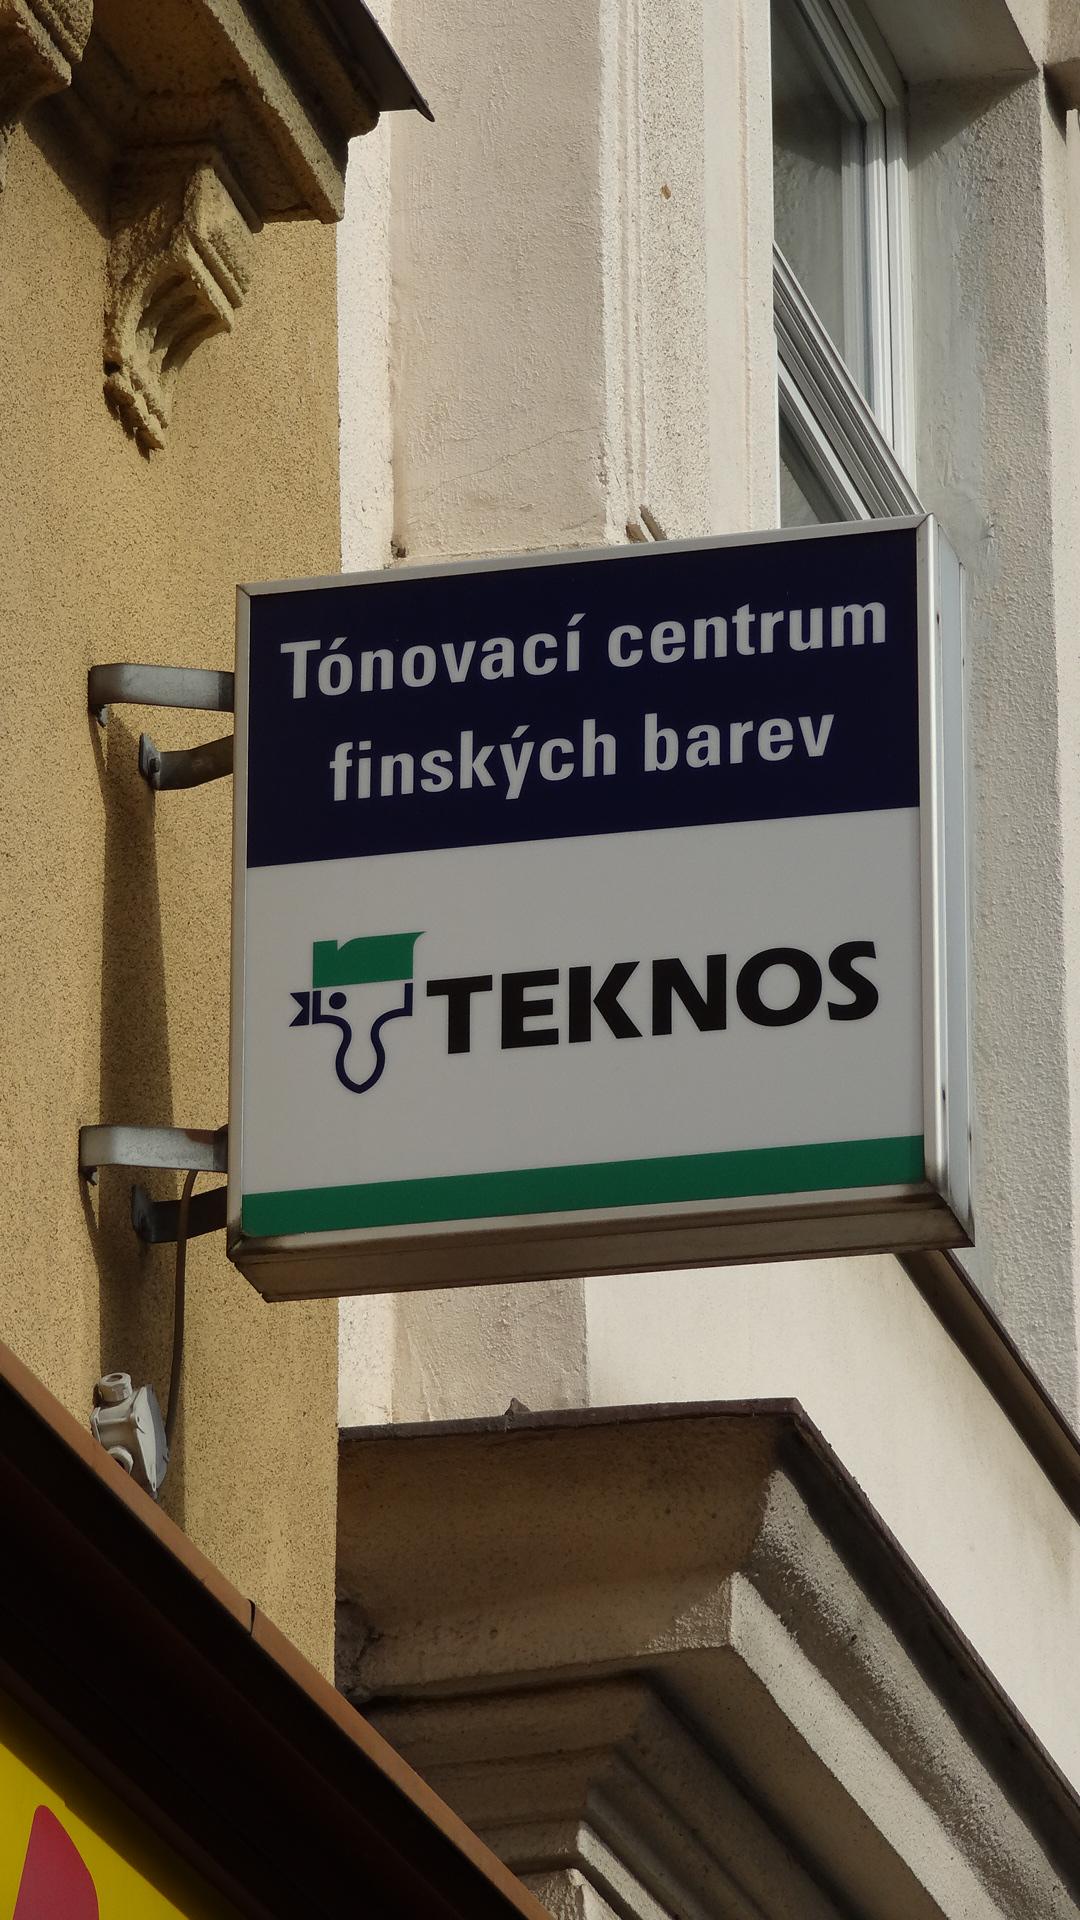 Tónovací centrum
finských barev
TEKNOS